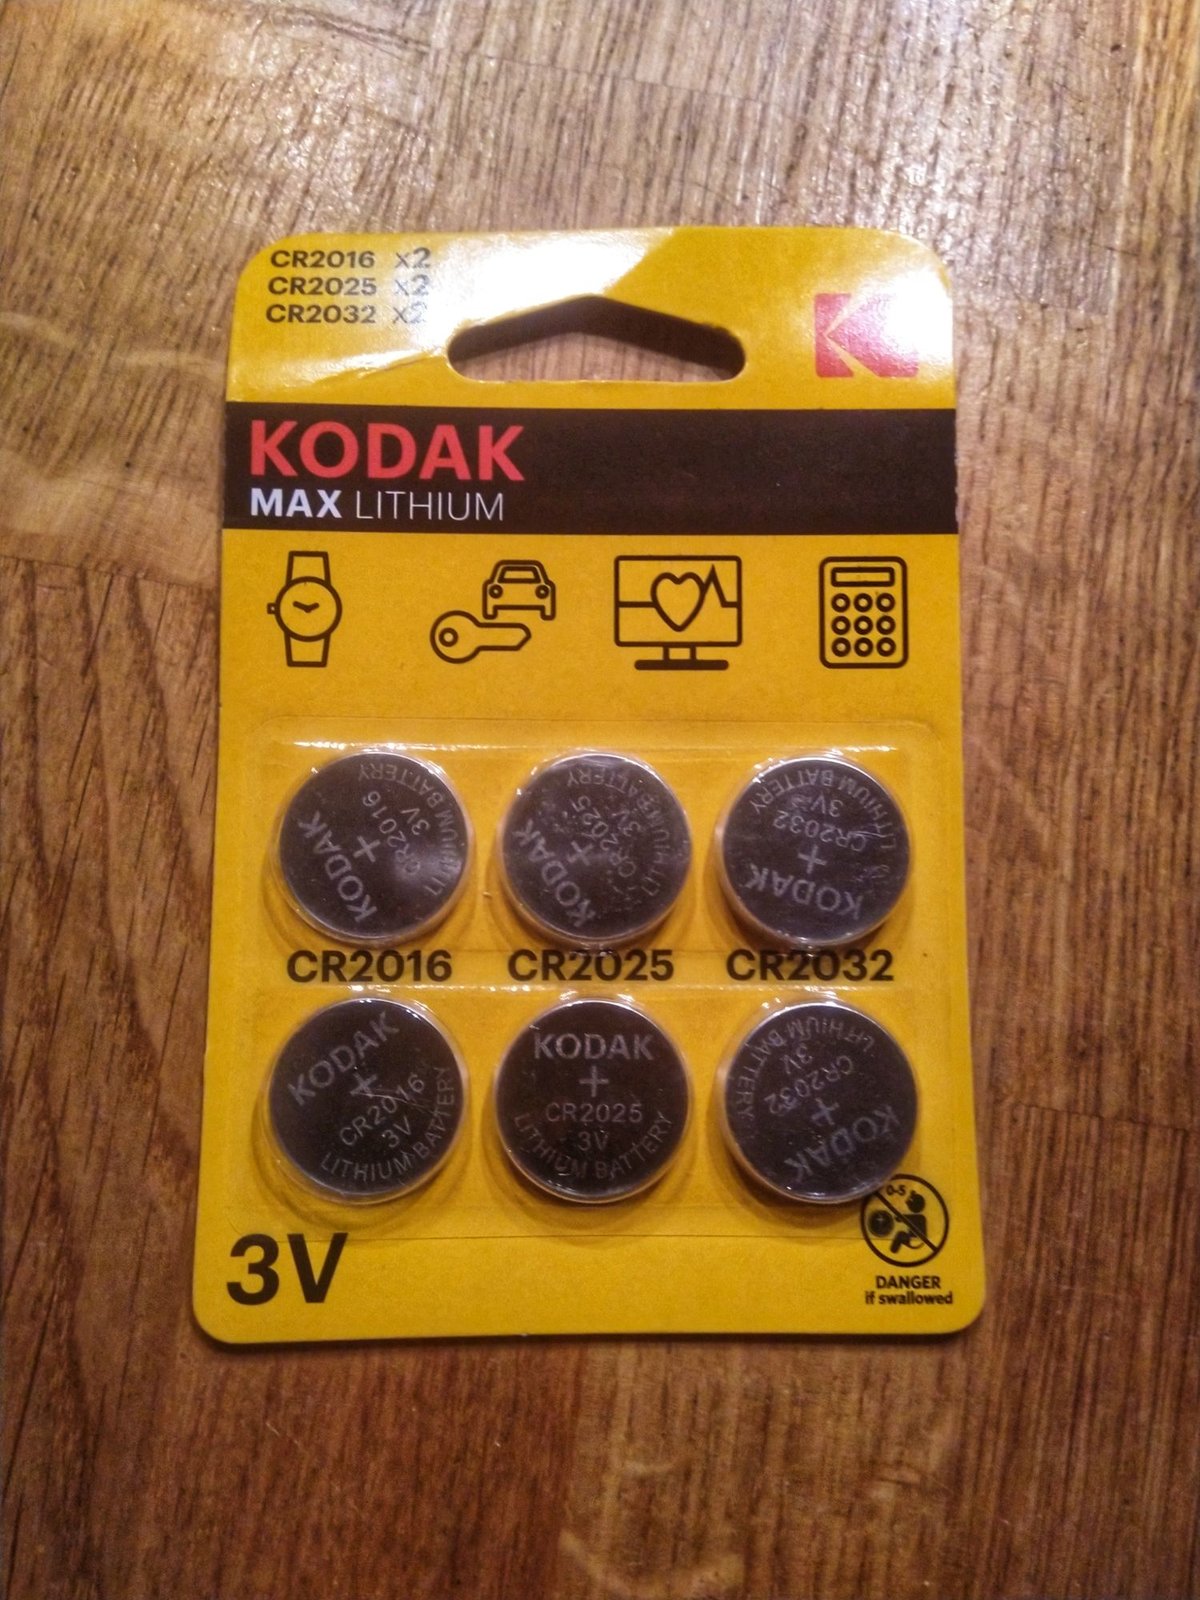 CR2016 x2
CR2025 x2
CR2032 x2
KODAK
MAX LITHIUM
KODAK
+
CR2016
3V
LITHIUM BATTERY
KODAK
+
CR2025
3V
LITHIUM BATTERY
KODAK
+
CR2032
3V
LITHIUM BATTERY
CR2016 CR2025 CR2032
KODAK
+
CR2016
3V
LITHIUM BATTERY
KODAK
+
CR2025
3V
LITHIUM BATTERY
KODAK
+
CR2032
3V
LITHIUM BATTERY
3V
0-5
DANGER
if swallowed